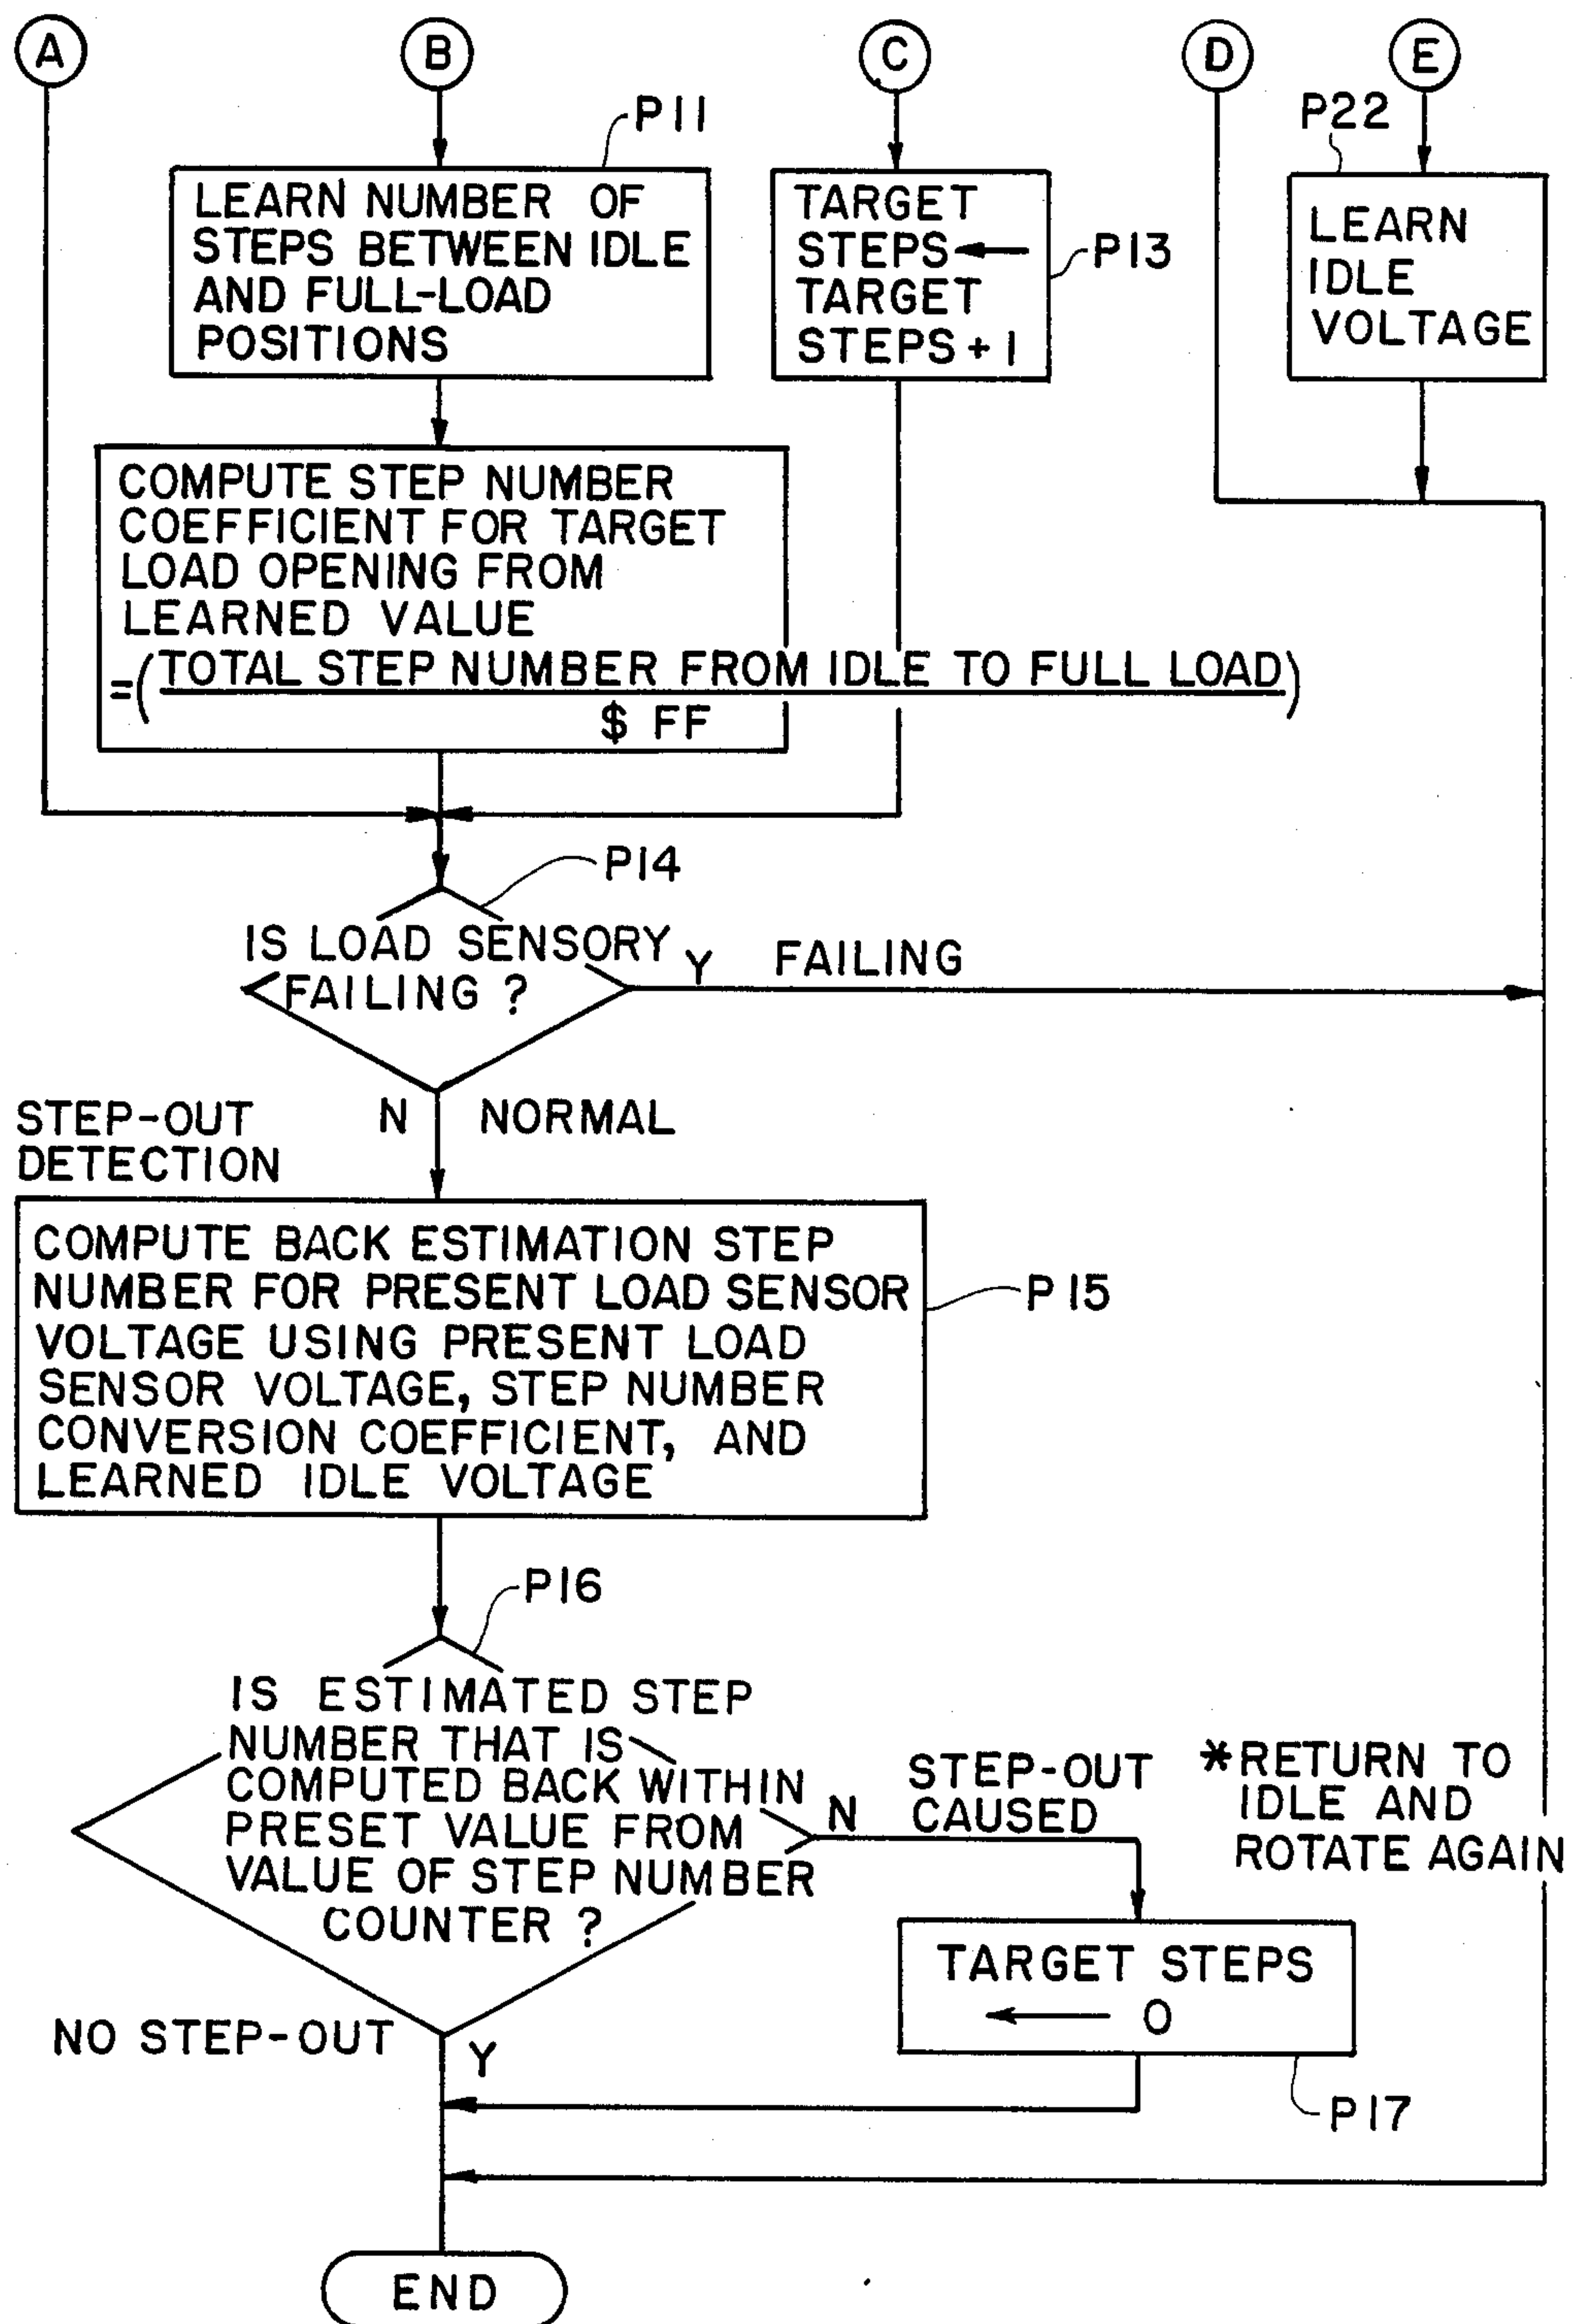 A
B
C
D
E
P11
P22
LEARN NUMBER OF
STEPS BETWEEN IDLE
AND FULL-LOAD
POSITIONS
TARGET
STEPS ←
TARGET
STEPS + 1
P13
LEARN
IDLE
VOLTAGE
COMPUTE STEP NUMBER
COEFFICIENT FOR TARGET
LOAD OPENING FROM
LEARNED VALUE
=(TOTAL STEP NUMBER FROM IDLE TO FULL LOAD)
$ FF
P14
IS LOAD SENSORY
FAILING ?
Y FAILING
N NORMAL
STEP-OUT
DETECTION
COMPUTE BACK ESTIMATION STEP
NUMBER FOR PRESENT LOAD SENSOR
VOLTAGE USING PRESENT LOAD
SENSOR VOLTAGE, STEP NUMBER
CONVERSION COEFFICIENT, AND
LEARNED IDLE VOLTAGE
P15
P16
IS ESTIMATED STEP
NUMBER THAT IS
COMPUTED BACK WITHIN
PRESET VALUE FROM
VALUE OF STEP NUMBER
COUNTER ?
N
STEP-OUT
CAUSED
*RETURN TO
IDLE AND
ROTATE AGAIN
TARGET STEPS
← 0
NO STEP-OUT
Y
P17
END